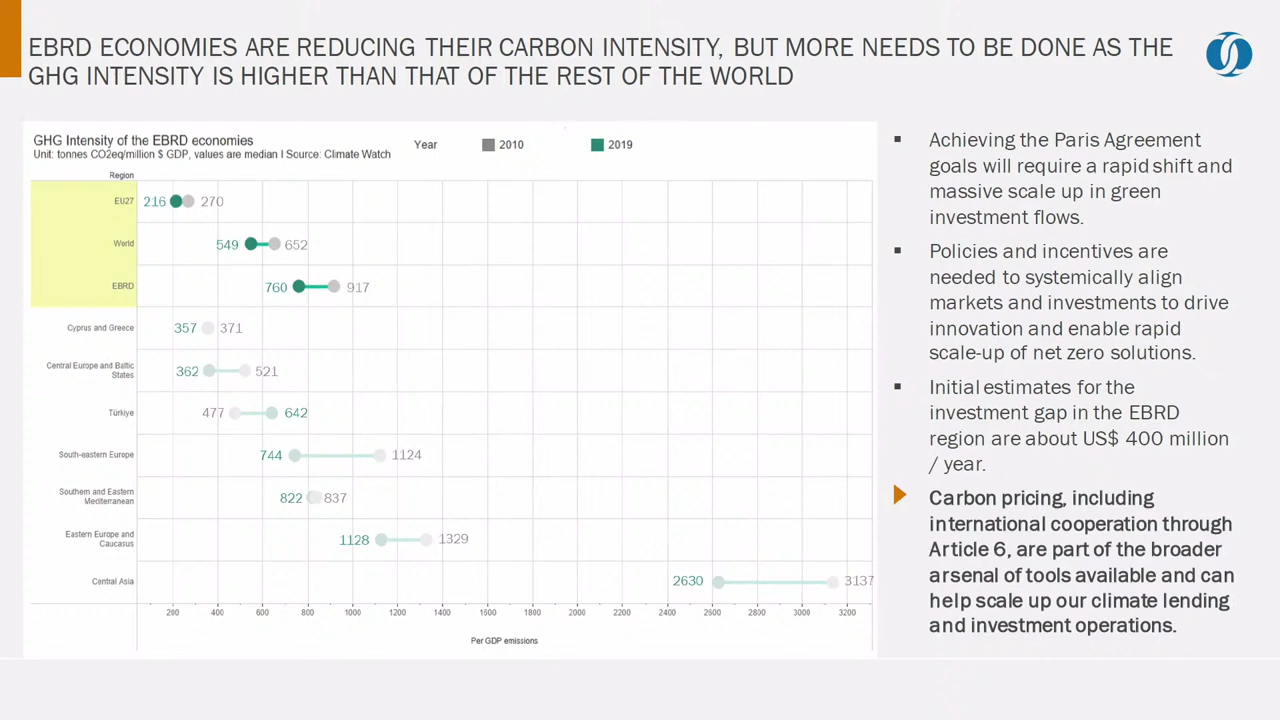 EBRD ECONOMIES ARE REDUCING THEIR CARBON INTENSITY, BUT MORE NEEDS TO BE DONE AS THE
GHG INTENSITY IS HIGHER THAN THAT OF THE REST OF THE WORLD
GHG Intensity of the EBRD economies
Unit: tonnes CO2eq/million $ GDP, values are median I Source: Climate Watch
Year 2010 2019
Region
EU27 216 270
World 549 652
EBRD 760 917
Cyprus and Greece 357 371
Central Europe and Baltic
States 362 521
Türkiye 477 642
South-eastern Europe 744 1124
Southern and Eastern
Mediterranean 822 837
Eastern Europe and
Caucasus 1128 1329
Central Asia 2630 3137
200 400 600 800 1000 1200 1400 1600 1800 2000 2200 2400 2600 2800 3000 3200
Per GDP emissions
▪ Achieving the Paris Agreement
goals will require a rapid shift and
massive scale up in green
investment flows.
▪ Policies and incentives are
needed to systemically align
markets and investments to drive
innovation and enable rapid
scale-up of net zero solutions.
▪ Initial estimates for the
investment gap in the EBRD
region are about US$ 400 million
/ year.
Carbon pricing, including
international cooperation through
Article 6, are part of the broader
arsenal of tools available and can
help scale up our climate lending
and investment operations.